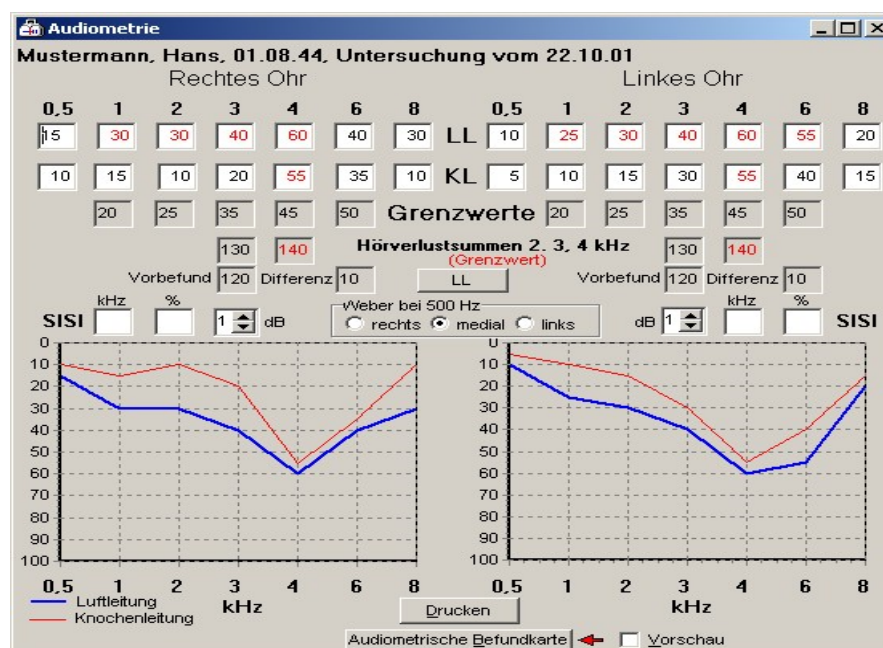 Audiometrie
Mustermann, Hans, 01.08.44, Untersuchung vom 22.10.01
Rechtes Ohr Linkes Ohr
0,5 1 2 3 4 6 8 0,5 1 2 3 4 6 8
15 30 30 40 60 40 30 LL 10 25 30 40 60 55 20
10 15 10 20 55 35 10 KL 5 10 15 30 55 40 15
20 25 35 45 50 Grenzwerte 20 25 35 45 50
130 140 Hörverlustsummen 2. 3, 4 kHz 130 140
(Grenzwert)
Vorbefund 120 Differenz 10 LL Vorbefund 120 Differenz 10
kHz % Weber bei 500 Hz kHz %
SISI 1 dB rechts medial links dB 1 SISI
0 0
10 10
20 20
30 30
40 40
50 50
60 60
70 70
80 80
90 90
100 100
0,5 1 2 3 4 6 8 0,5 1 2 3 4 6 8
Luftleitung kHz Drucken kHz
Knochenleitung
Audiometrische Befundkarte Vorschau